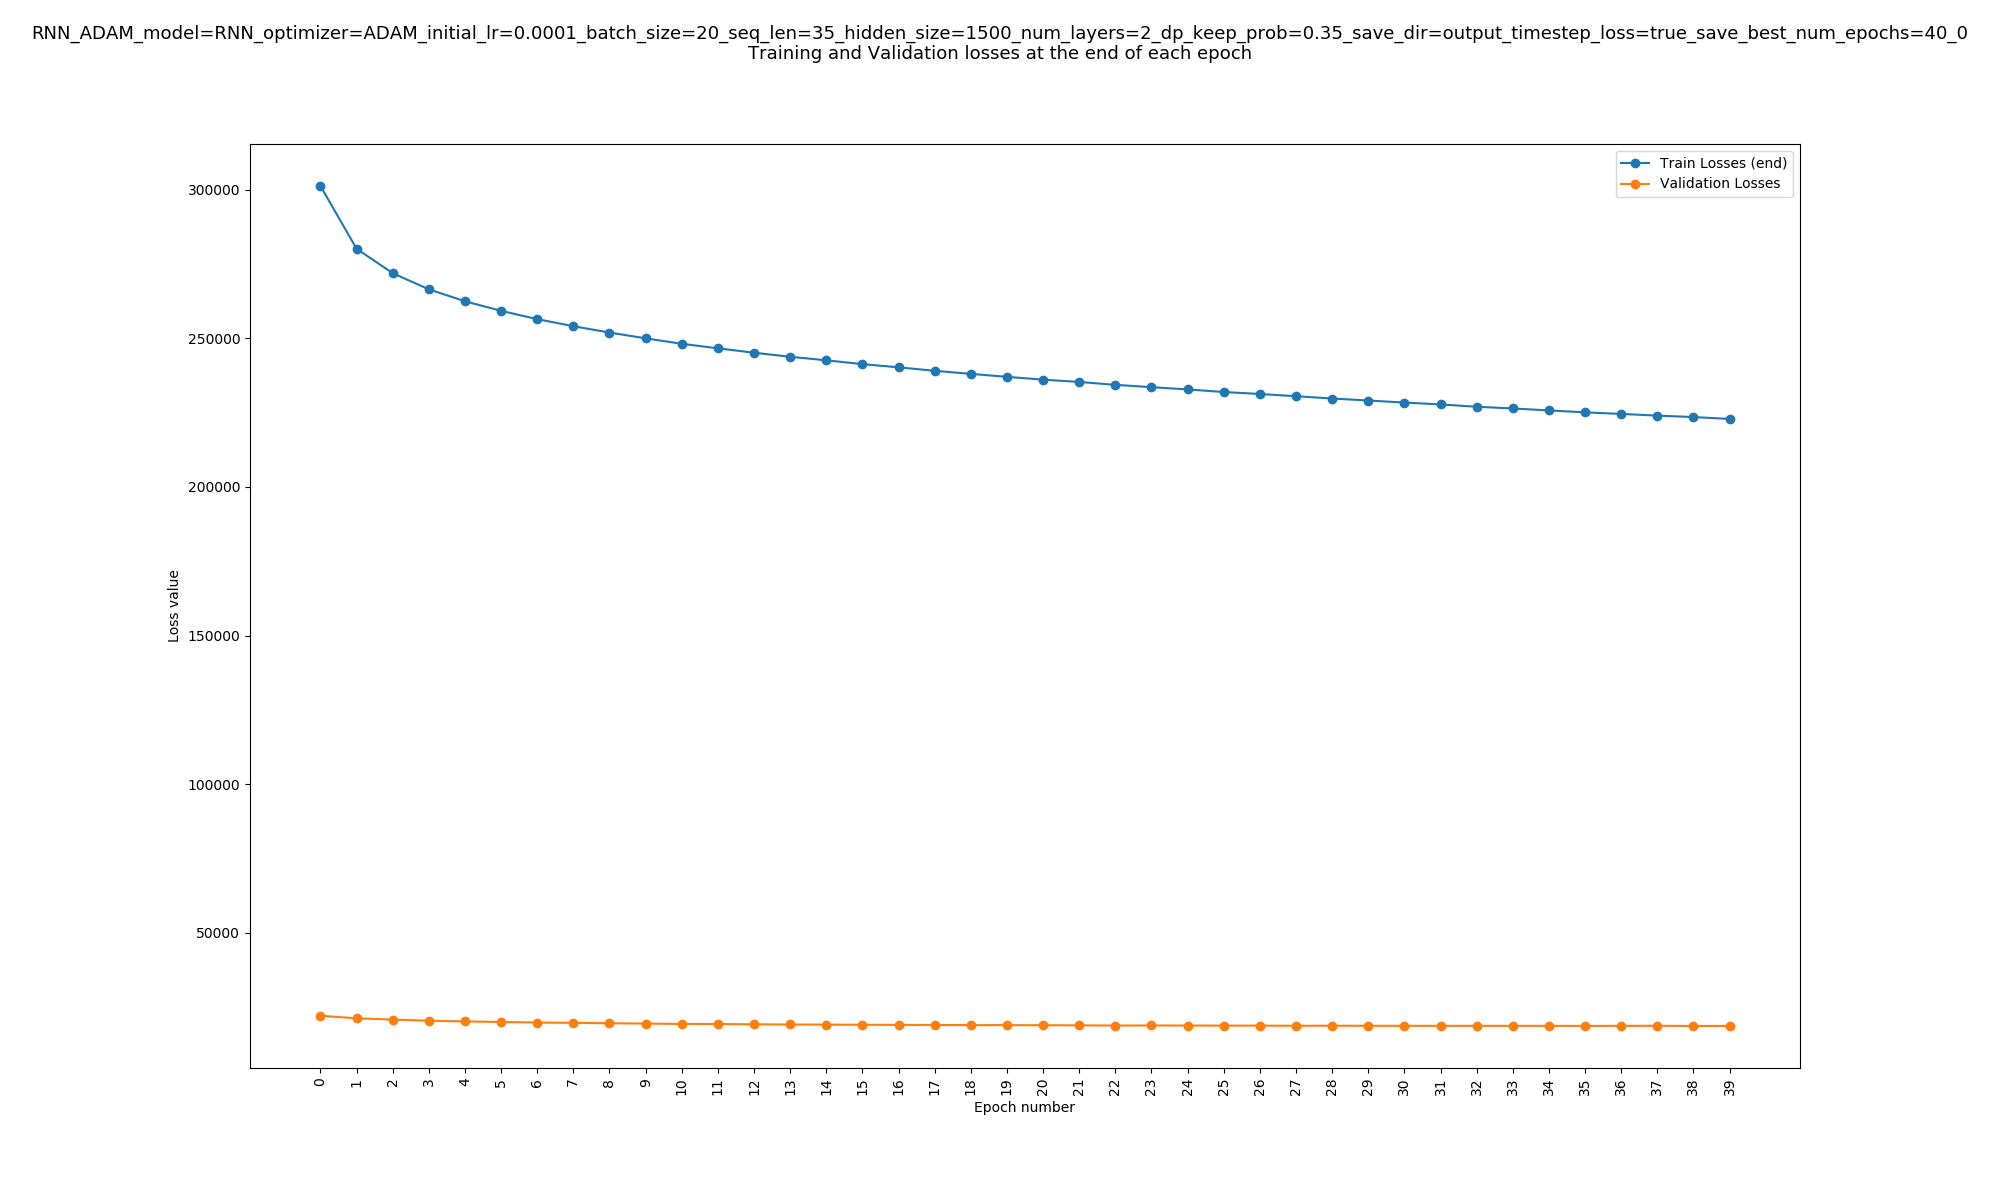 RNN_ADAM_model=RNN_optimizer=ADAM_initial_lr=0.0001_batch_size=20_seq_len=35_hidden_size=1500_num_layers=2_dp_keep_prob=0.35_save_dir=output_timestep_loss=true_save_best_num_epochs=40_0
Training and Validation losses at the end of each epoch
Train Losses (end)
Validation Losses
300000
250000
200000
150000
100000
50000
Loss value
0 1 2 3 4 5 6 7 8 9 10 11 12 13 14 15 16 17 18 19 20 21 22 23 24 25 26 27 28 29 30 31 32 33 34 35 36 37 38 39
Epoch number